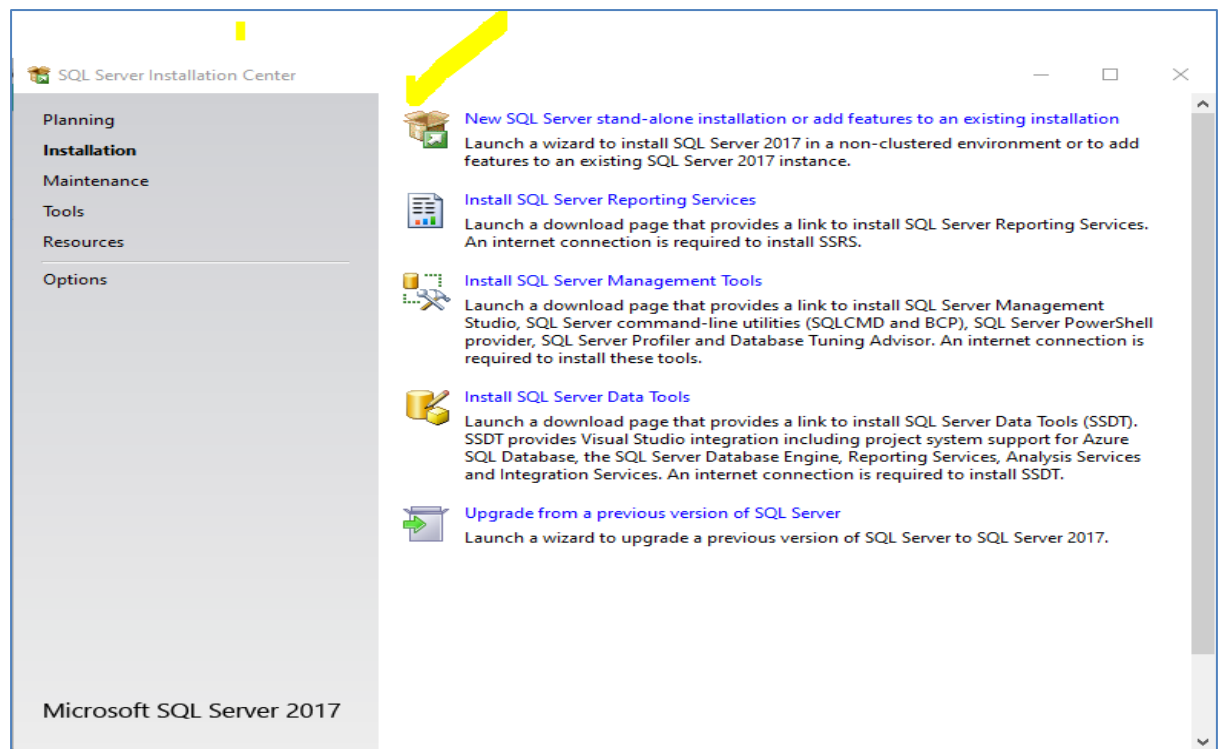 SQL Server Installation Center
Planning
Installation
Maintenance
Tools
Resources
Options
Microsoft SQL Server 2017
New SQL Server stand-alone installation or add features to an existing installation
Launch a wizard to install SQL Server 2017 in a non-clustered environment or to add
features to an existing SQL Server 2017 instance.
Install SQL Server Reporting Services
Launch a download page that provides a link to install SQL Server Reporting Services.
An internet connection is required to install SSRS.
Install SQL Server Management Tools
Launch a download page that provides a link to install SQL Server Management
Studio, SQL Server command-line utilities (SQLCMD and BCP), SQL Server PowerShell
provider, SQL Server Profiler and Database Tuning Advisor. An internet connection is
required to install these tools.
Install SQL Server Data Tools
Launch a download page that provides a link to install SQL Server Data Tools (SSDT).
SSDT provides Visual Studio integration including project system support for Azure
SQL Database, the SQL Server Database Engine, Reporting Services, Analysis Services
and Integration Services. An internet connection is required to install SSDT.
Upgrade from a previous version of SQL Server
Launch a wizard to upgrade a previous version of SQL Server to SQL Server 2017.